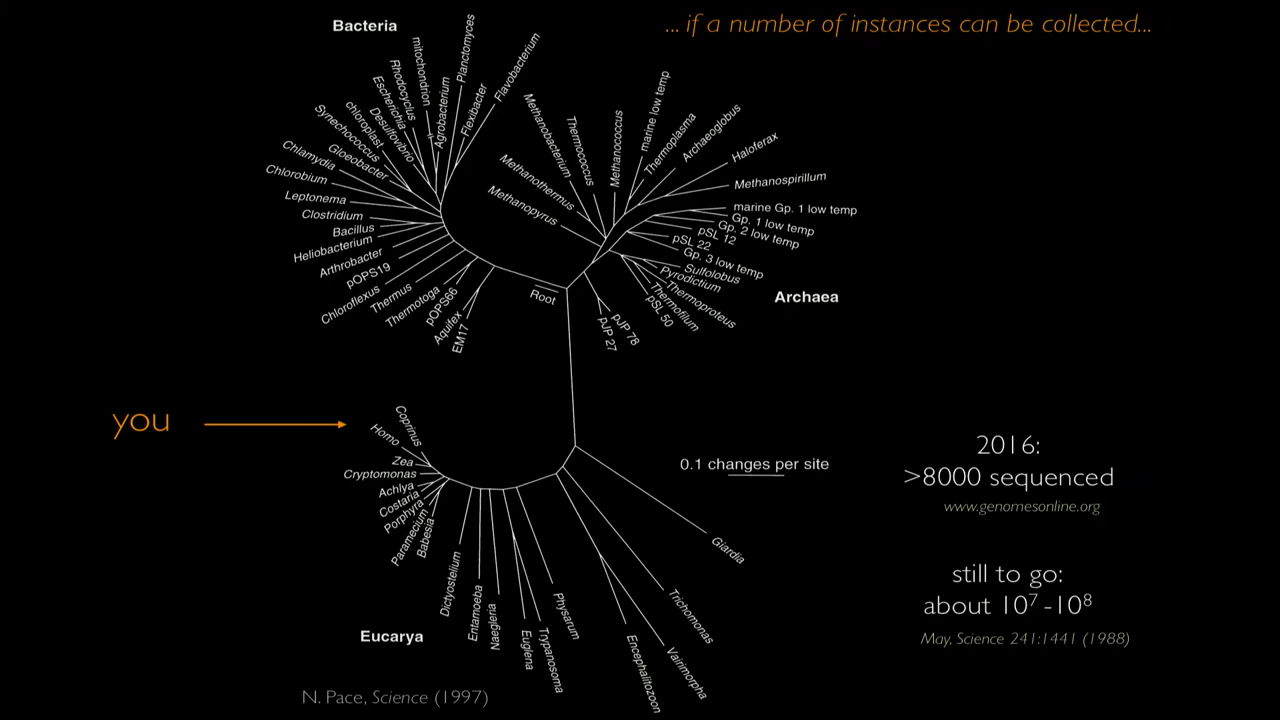 ... if a number of instances can be collected...
Bacteria
Planctomyces
Flavobacterium
mitochondrion
Rhodocyclus
Escherichia
Agrobacterium
Flexibacter
chloroplast
Desulfovibrio
Synechococcus
Gloeobacter
Chlamydia
Chlorobium
Leptonema
Clostridium
Bacillus
Heliobacterium
Arthrobacter
pOPS19
Chloroflexus
Thermus
Thermotoga
pOPS66
Aquifex
EM17
Root
Methanopyrus
Methanothermus
Methanobacterium
Thermococcus
Methanococcus
marine low temp
Thermoplasma
Archaeoglobus
Haloferax
Methanospirillum
marine Gp. 1 low temp
Gp. 1 low temp
Gp. 2 low temp
pSL 12
pSL 22
Gp. 3 low temp
Sulfolobus
Pyrodictium
Thermoproteus
Thermofilum
pSL 50
pJP 78
pJP 27
Archaea
you
Coprinus
Homo
Zea
Cryptomonas
Achlya
Costaria
Porphyra
Paramecium
Babesia
Dictyostelium
Entamoeba
Naegleria
Euglena
Trypanosoma
Physarum
Encephalitozoon
Vairimorpha
Trichomonas
Giardia
Eucarya
0.1 changes per site
2016:
>8000 sequenced
www.genomesonline.org
still to go:
about 10⁷ -10⁸
May, Science 241:1441 (1988)
N. Pace, Science (1997)